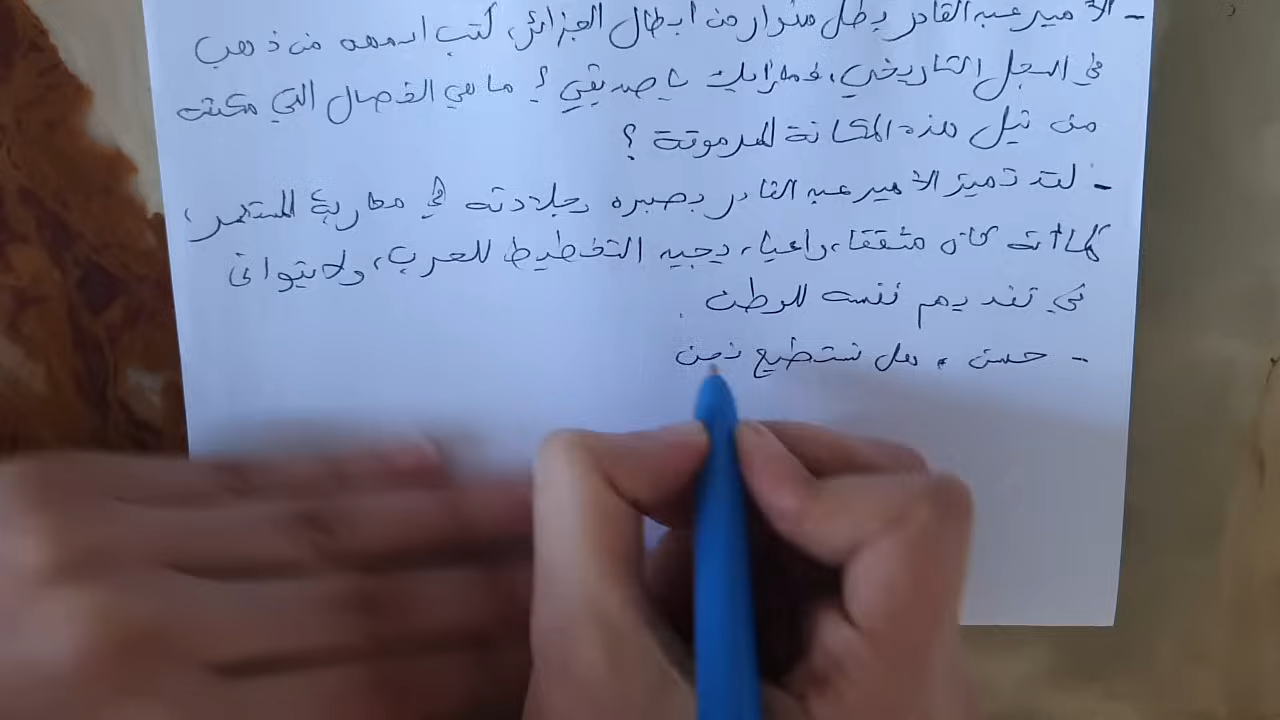 - الأمير عبد القادر بطل مغوار من أبطال الجزائر، كتب اسمه من ذهب
في السجل التاريخي، فما رأيك يا صديقي؟ ما هي الخصال التي مكنته
من نيل هذه المكانة المرموقة؟
- لقد تميز الأمير عبد القادر بصبره وجلادته في محاربة المستعمر،
كما أنه كان مثقفا، واعيا، يجيد التخطيط للحرب، ولا يتوانى
في تقديم نفسه للوطن.
- حسن، هل نستطيع نحن